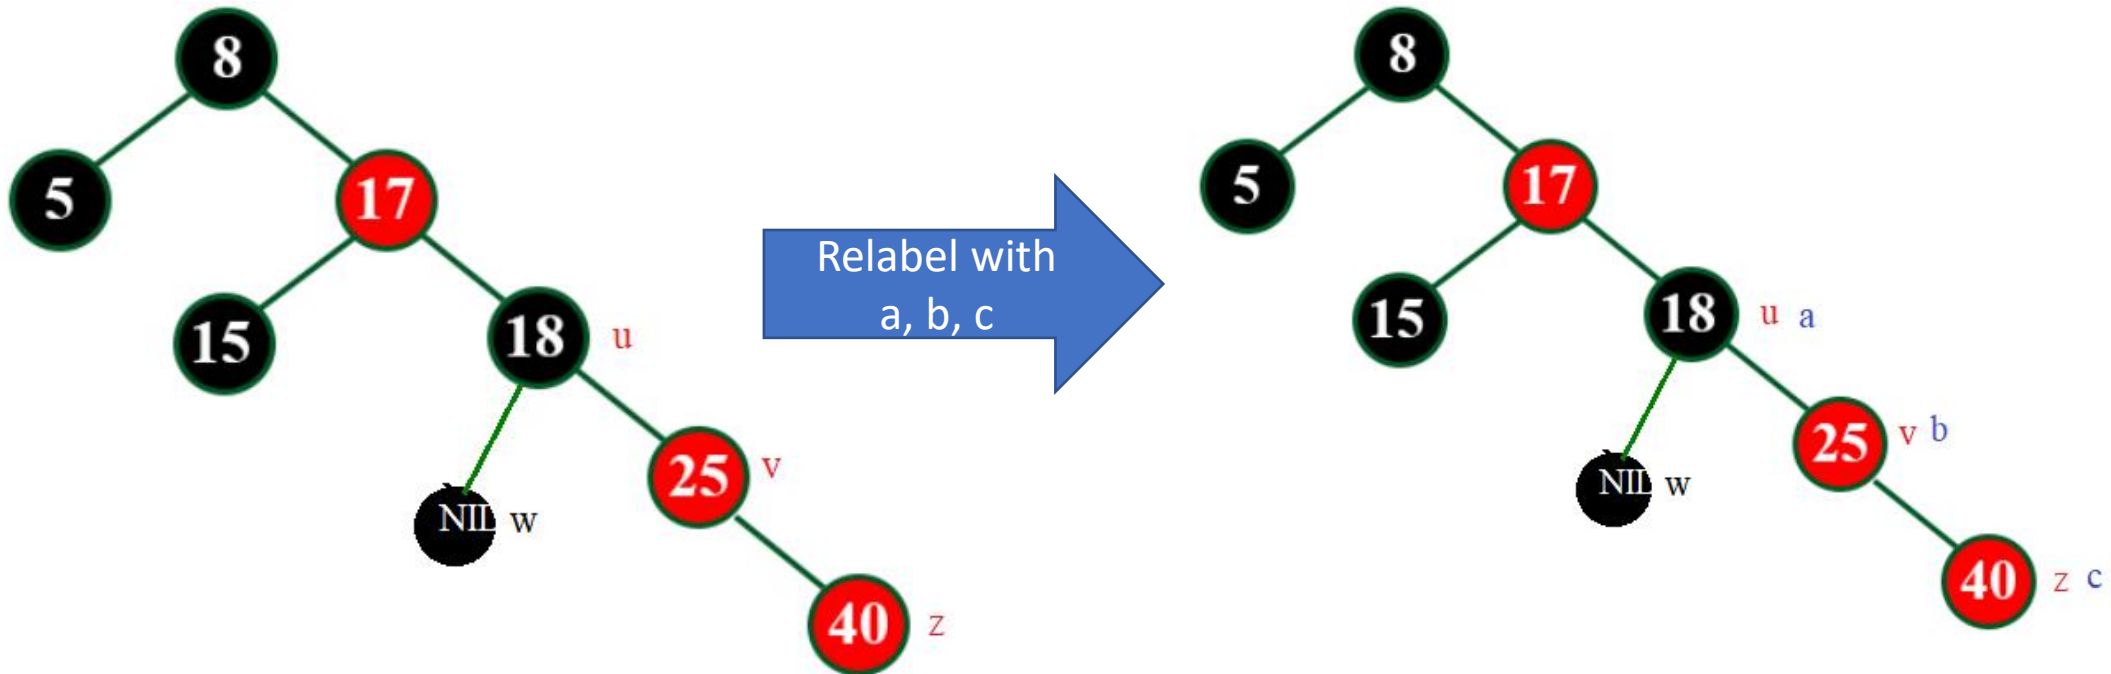 8
5
17
15
18 u
25 v
NIL w
40 z
Relabel with
a, b, c
8
5
17
15
18 u a
25 v b
NIL w
40 z c